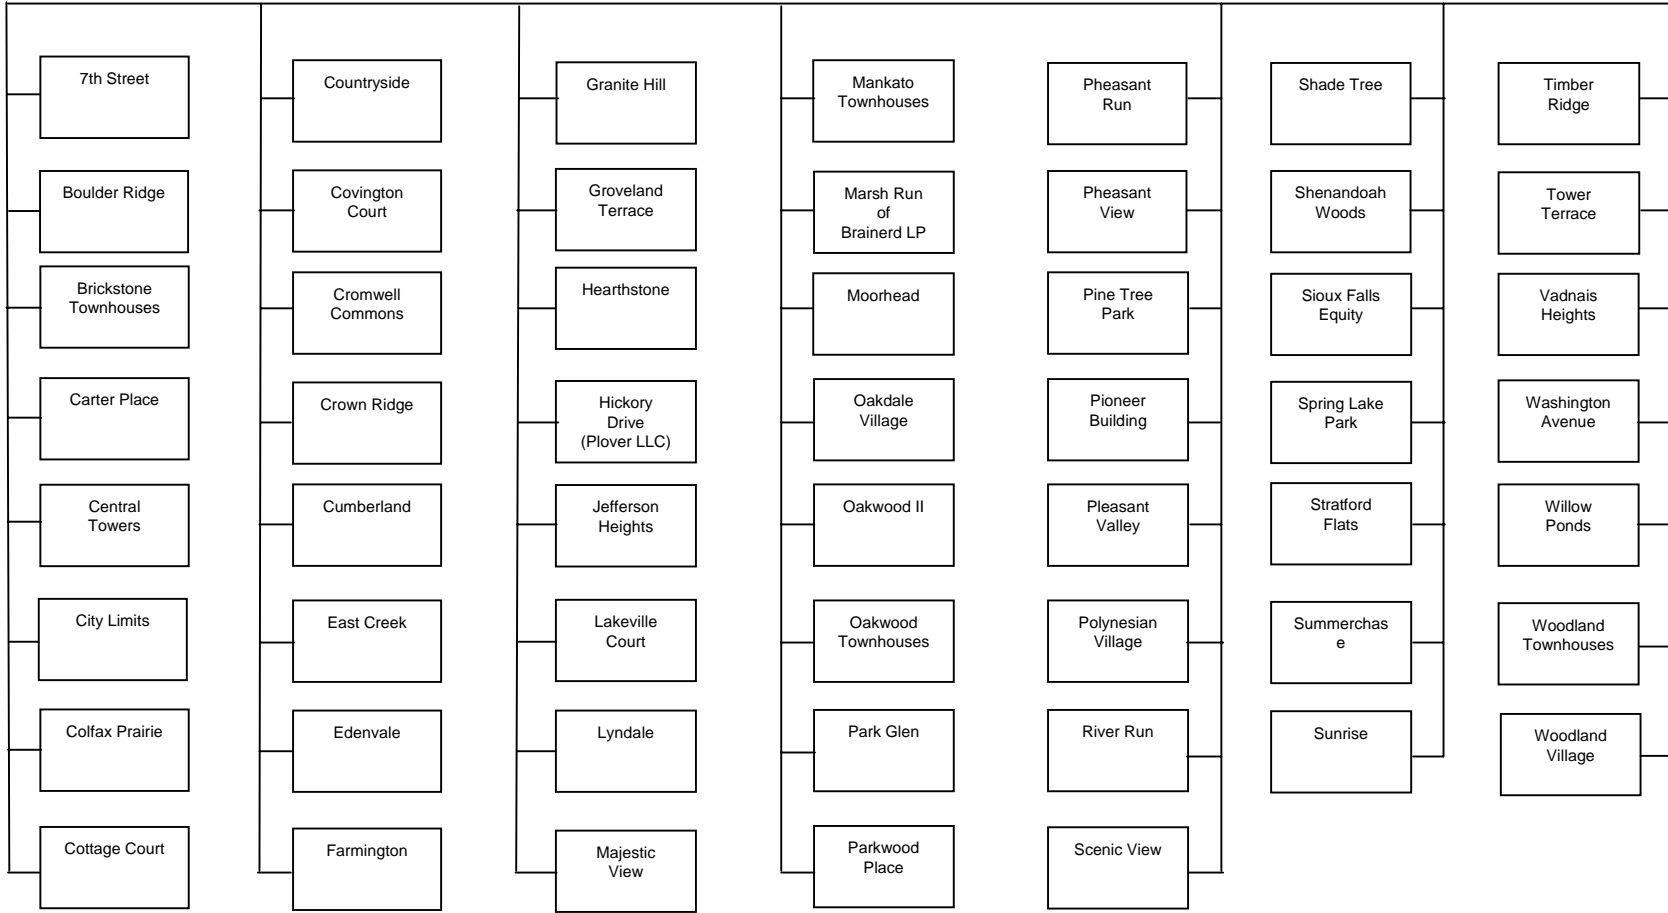 7th Street
Boulder Ridge
Brickstone
Townhouses
Carter Place
Central
Towers
City Limits
Colfax Prairie
Cottage Court
Countryside
Covington
Court
Cromwell
Commons
Crown Ridge
Cumberland
East Creek
Edenvale
Farmington
Granite Hill
Groveland
Terrace
Hearthstone
Hickory
Drive
(Plover LLC)
Jefferson
Heights
Lakeville
Court
Lyndale
Majestic
View
Mankato
Townhouses
Marsh Run
of
Brainerd LP
Moorhead
Oakdale
Village
Oakwood II
Oakwood
Townhouses
Park Glen
Parkwood
Place
Pheasant
Run
Pheasant
View
Pine Tree
Park
Pioneer
Building
Pleasant
Valley
Polynesian
Village
River Run
Scenic View
Shade Tree
Shenandoah
Woods
Sioux Falls
Equity
Spring Lake
Park
Stratford
Flats
Summerchas
e
Sunrise
Timber
Ridge
Tower
Terrace
Vadnais
Heights
Washington
Avenue
Willow
Ponds
Woodland
Townhouses
Woodland
Village